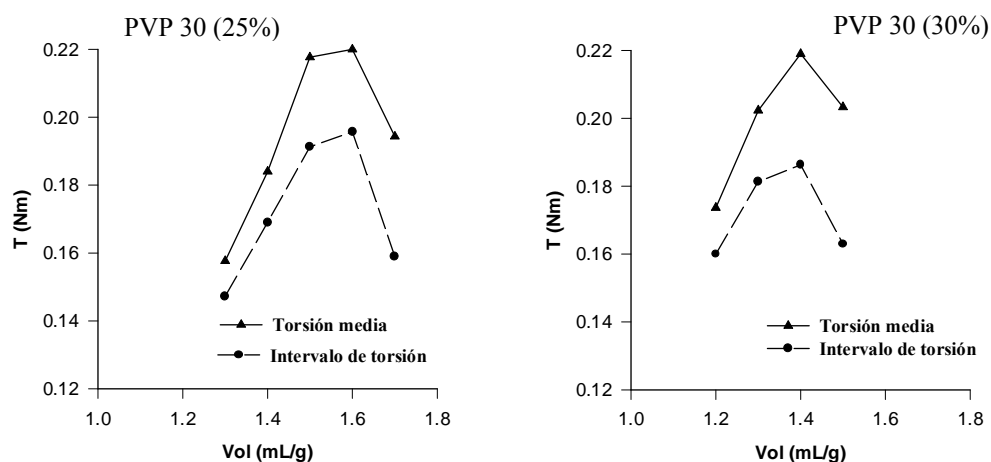 PVP 30 (25%)
0.22
0.20
0.18
0.16
0.14
0.12
T (Nm)
1.0 1.2 1.4 1.6 1.8
Vol (mL/g)
Torsión media
Intervalo de torsión
PVP 30 (30%)
0.22
0.20
0.18
0.16
0.14
0.12
T (Nm)
1.0 1.2 1.4 1.6 1.8
Vol (mL/g)
Torsión media
Intervalo de torsión